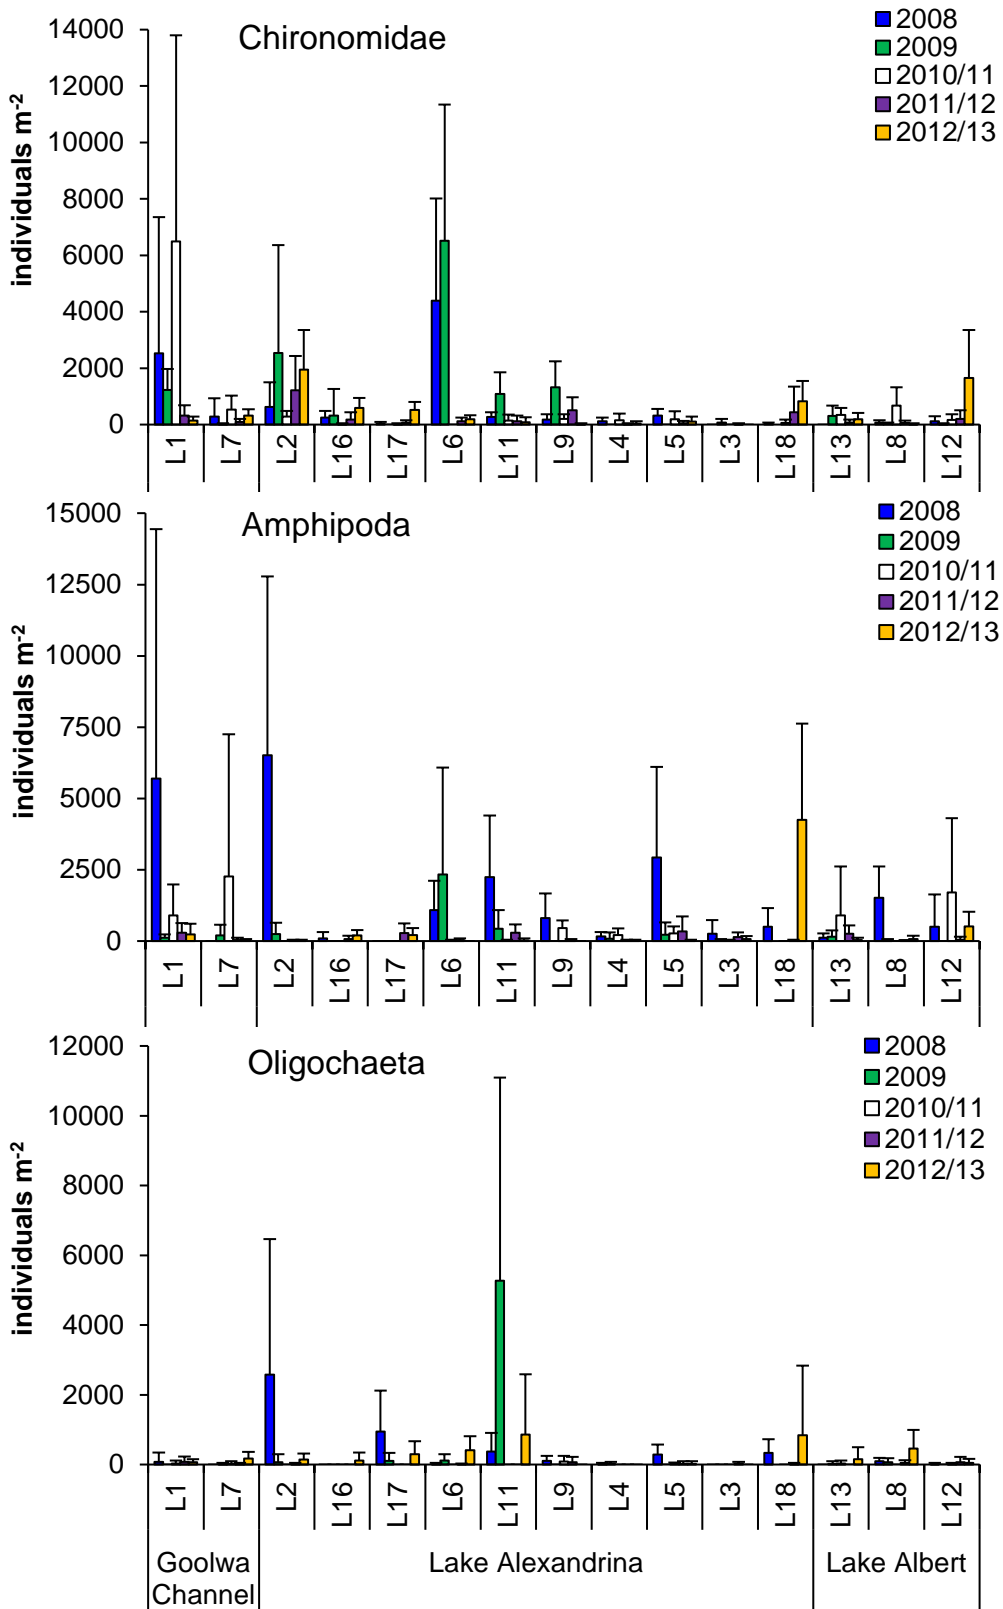 Chironomidae
individuals m-2
14000
12000
10000
8000
6000
4000
2000
0
2008
2009
2010/11
2011/12
2012/13
L1 L7 L2 L16 L17 L6 L11 L9 L4 L5 L3 L18 L13 L8 L12
Amphipoda
individuals m-2
15000
12500
10000
7500
5000
2500
0
2008
2009
2010/11
2011/12
2012/13
L1 L7 L2 L16 L17 L6 L11 L9 L4 L5 L3 L18 L13 L8 L12
Oligochaeta
individuals m-2
12000
10000
8000
6000
4000
2000
0
2008
2009
2010/11
2011/12
2012/13
L1 L7 L2 L16 L17 L6 L11 L9 L4 L5 L3 L18 L13 L8 L12
Goolwa
Channel
Lake Alexandrina
Lake Albert